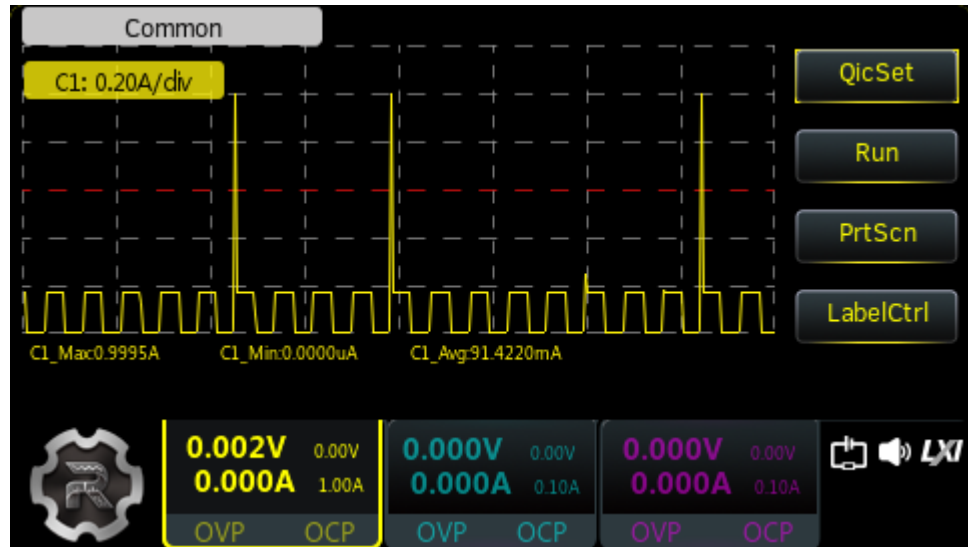 Common
C1: 0.20A/div
QicSet
Run
PrtScn
LabelCtrl
C1_Max:0.9995A C1_Min:0.0000uA C1_Avg:91.4220mA
0.002V 0.00V 0.000V 0.00V 0.000V 0.00V
0.000A 1.00A 0.000A 0.10A 0.000A 0.10A
OVP OCP OVP OCP OVP OCP
LXI
R